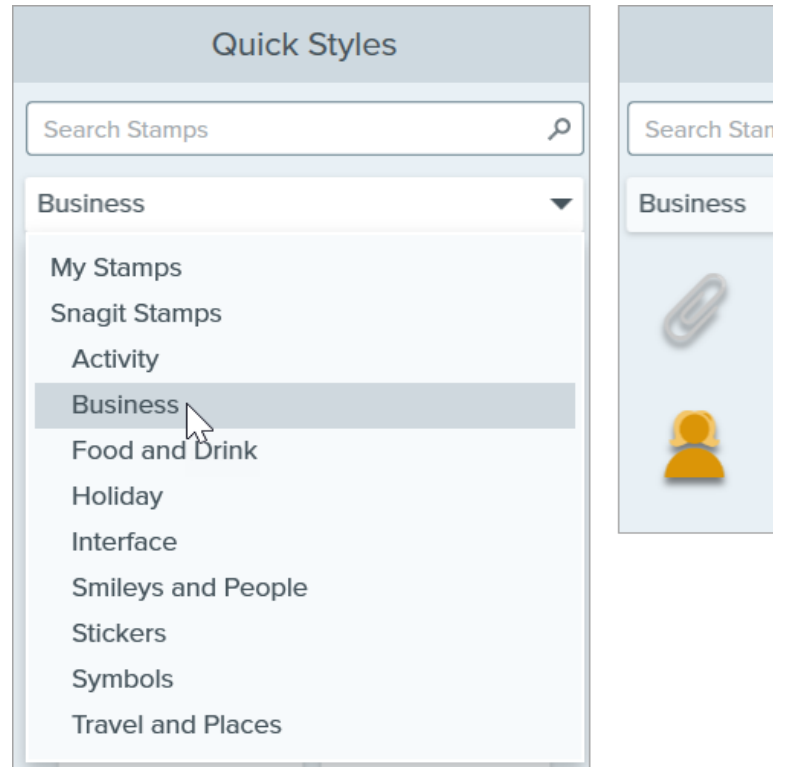 Quick Styles
Search Stamps
Business
My Stamps
Snagit Stamps
Activity
Business
Food and Drink
Holiday
Interface
Smileys and People
Stickers
Symbols
Travel and Places
Search Stam
Business